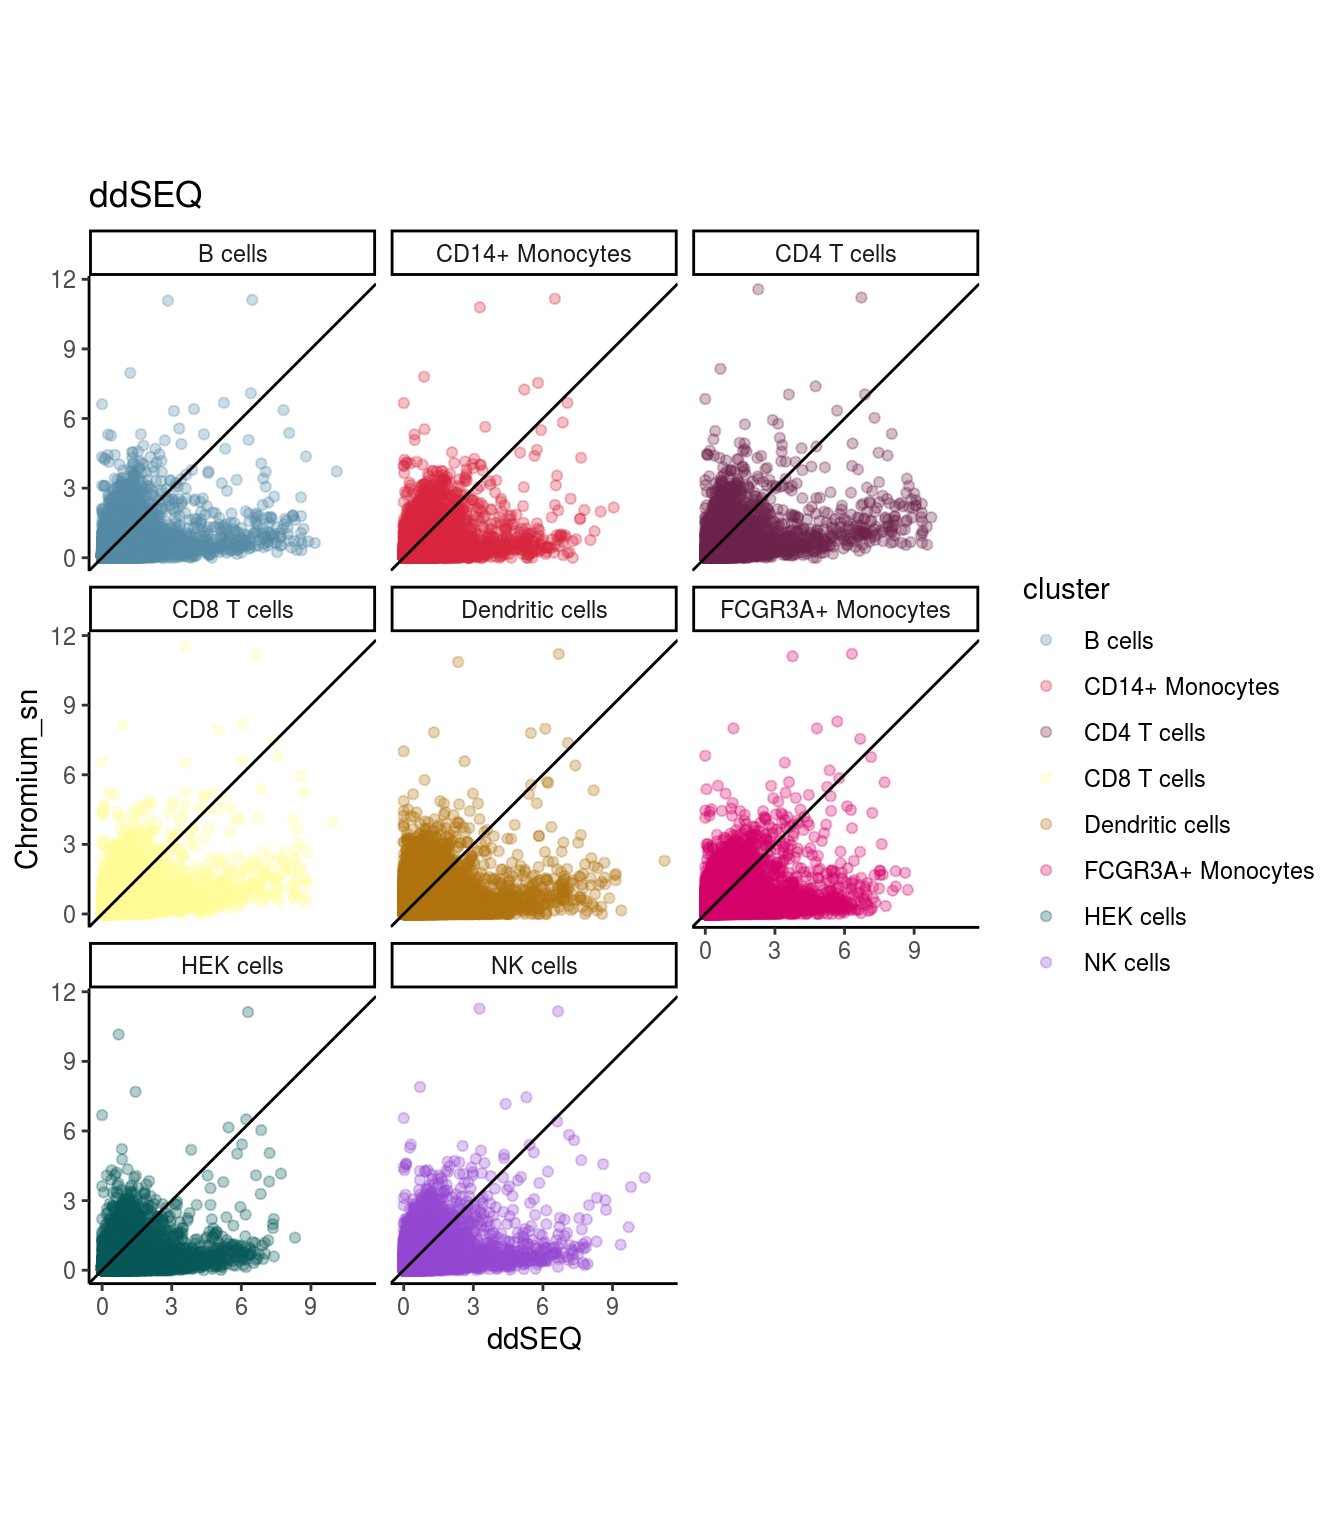 ddSEQ
B cells
CD14+ Monocytes
CD4 T cells
12
9
6
3
0
CD8 T cells
Dendritic cells
FCGR3A+ Monocytes
12
9
6
3
0
0 3 6 9
HEK cells
NK cells
12
9
6
3
0
0 3 6 9
0 3 6 9
ddSEQ
Chromium_sn
cluster
B cells
CD14+ Monocytes
CD4 T cells
CD8 T cells
Dendritic cells
FCGR3A+ Monocytes
HEK cells
NK cells